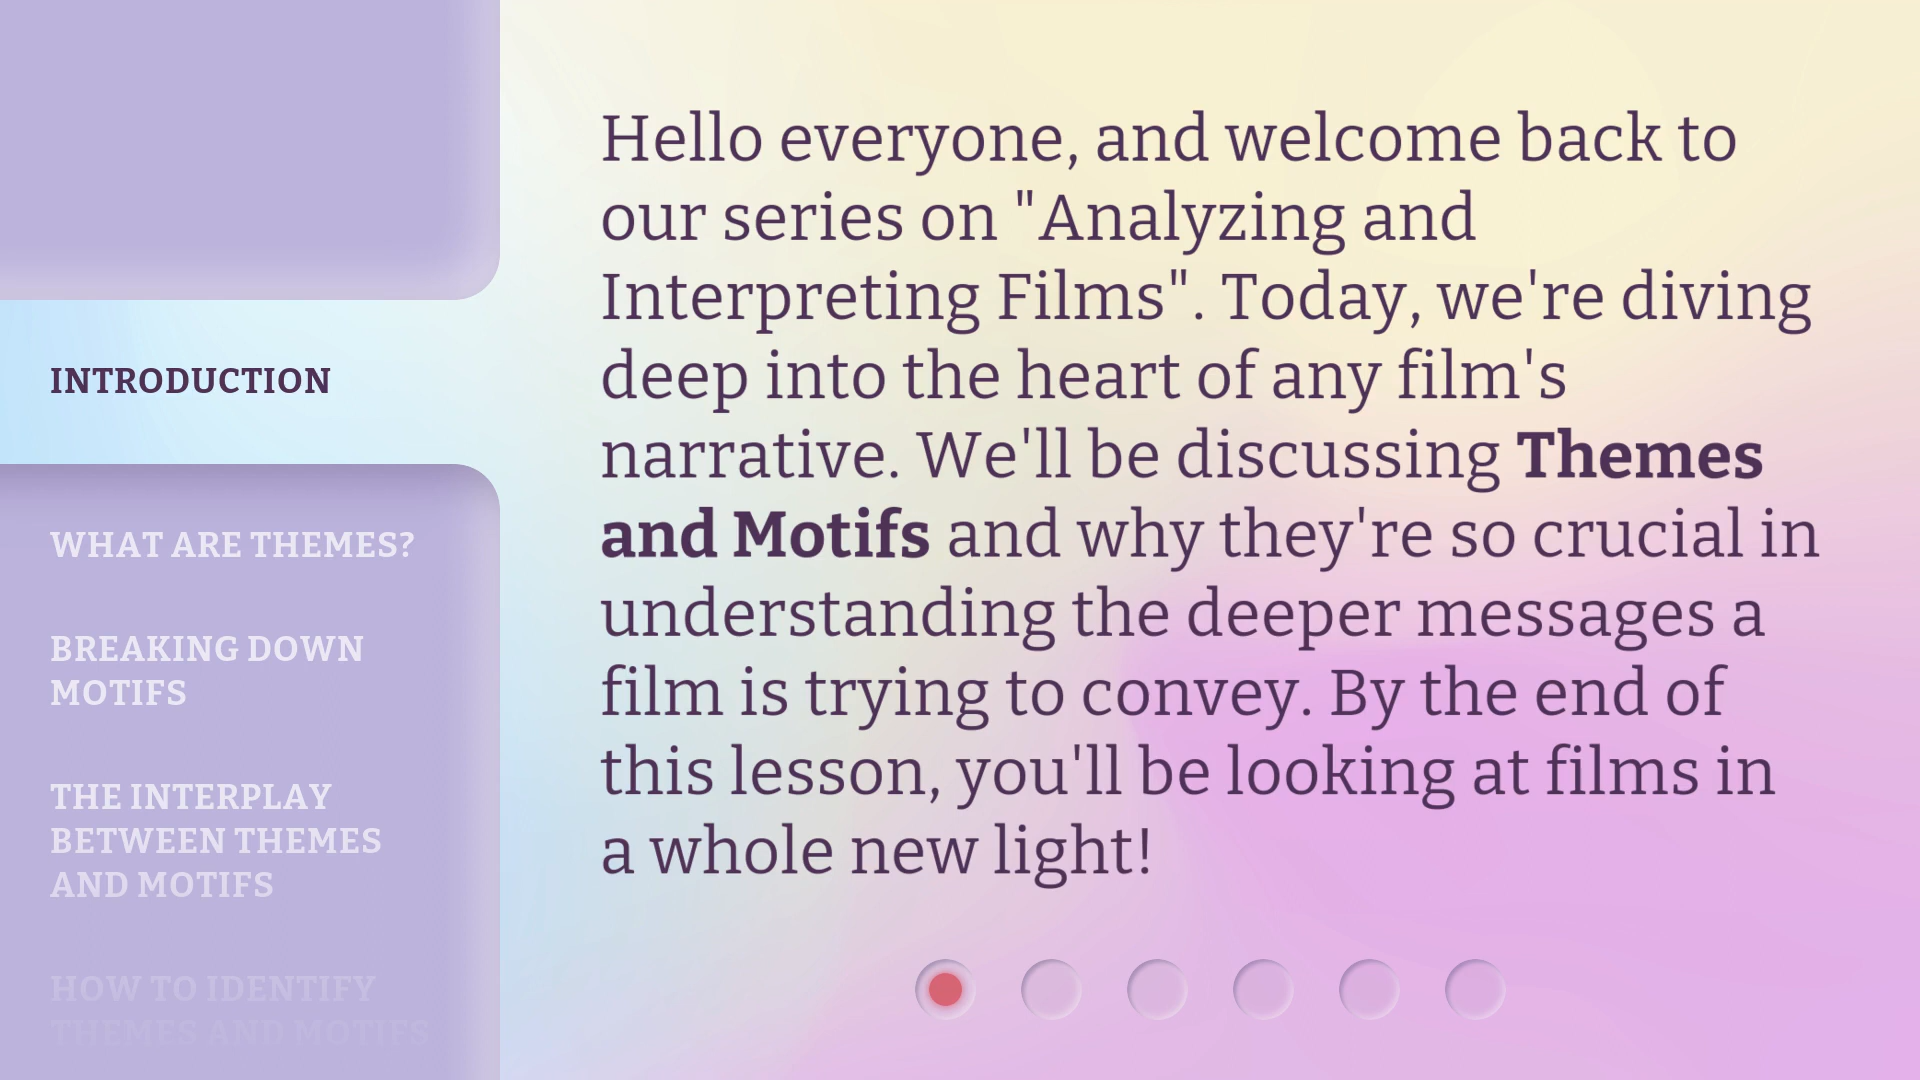 INTRODUCTION
WHAT ARE THEMES?
BREAKING DOWN
MOTIFS
THE INTERPLAY
BETWEEN THEMES
AND MOTIFS
HOW TO IDENTIFY
THEMES AND MOTIFS
Hello everyone, and welcome back to
our series on "Analyzing and
Interpreting Films". Today, we're diving
deep into the heart of any film's
narrative. We'll be discussing Themes
and Motifs and why they're so crucial in
understanding the deeper messages a
film is trying to convey. By the end of
this lesson, you'll be looking at films in
a whole new light!